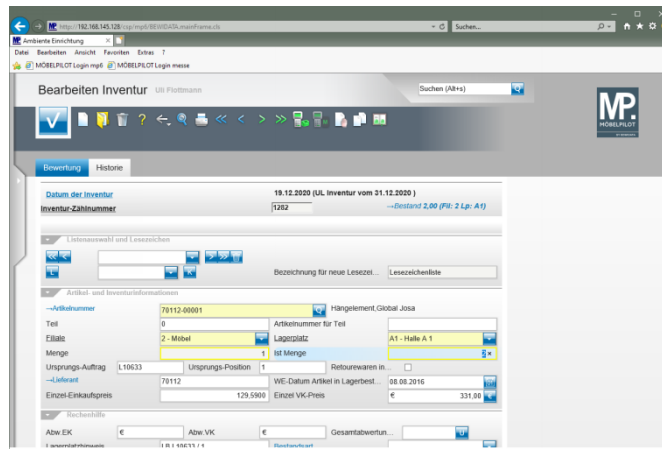 http://192.168.145.128/csp/mp6/BEWIDATA.mainFrame.cls Suchen...
Ambiente Einrichtung
Datei Bearbeiten Ansicht Favoriten Extras ?
MÖBELPILOT Login mp6 MÖBELPILOT Login messe
Bearbeiten Inventur Uli Flottmann Suchen (Alt+s)
MP.
MÖBELPILOT
Bewertung Historie
Datum der Inventur 19.12.2020 (UL Inventur vom 31.12.2020 )
Inventur-Zählnummer 1282 →Bestand 2,00 (Fil: 2 Lp: A1)
Listenauswahl und Lesezeichen
L Bezeichnung für neue Lesezei... Lesezeichenliste
Artikel- und Inventurinformationen
→Artikelnummer 70112-00001 Hängelement,Global Josa
Teil 0 Artikelnummer für Teil
Filiale 2 - Möbel Lagerplatz A1 - Halle A 1
Menge 1 Ist Menge 2
Ursprungs-Auftrag L10633 Ursprungs-Position 1 Retourewaren in...
→Lieferant 70112 WE-Datum Artikel in Lagerbest... 08.08.2016
Einzel-Einkaufspreis 129,5900 Einzel VK-Preis € 331,00
Rechenhilfe
Abw.EK € Abw.VK € Gesamtabwertun...
Lagerplatzhinweis LB L10633 / 1 Bestandsart